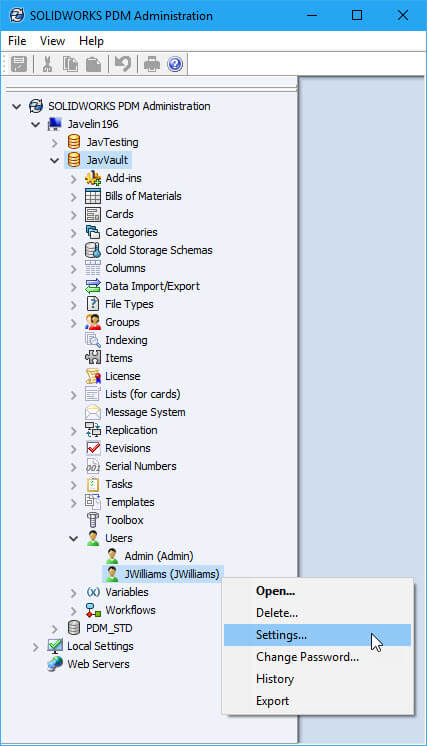 SOLIDWORKS PDM Administration
File View Help
SOLIDWORKS PDM Administration
Javelin196
JavTesting
JavVault
Add-ins
Bills of Materials
Cards
Categories
Cold Storage Schemas
Columns
Data Import/Export
File Types
Groups
Indexing
Items
License
Lists (for cards)
Message System
Replication
Revisions
Serial Numbers
Tasks
Templates
Toolbox
Users
Admin (Admin)
JWilliams (JWilliams)
Variables
Workflows
PDM_STD
Local Settings
Web Servers
Open...
Delete...
Settings...
Change Password...
History
Export